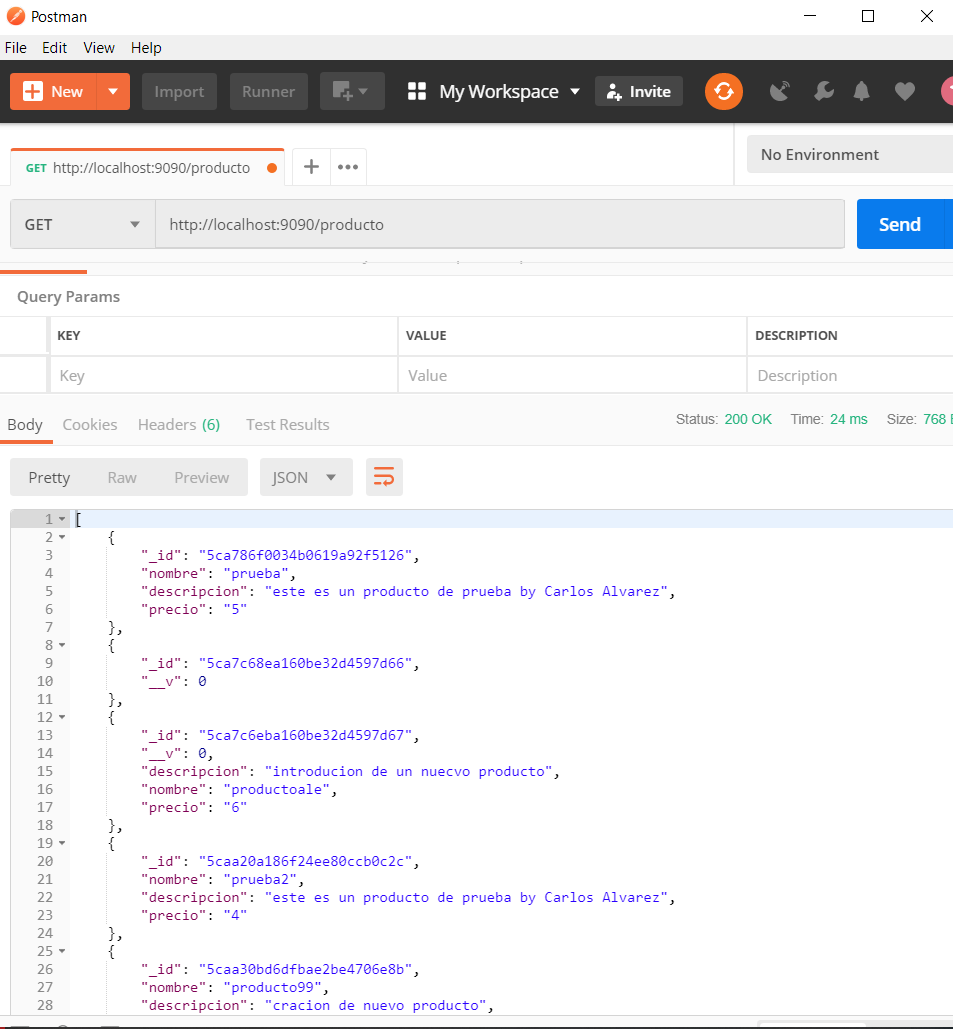 Postman
File Edit View Help
New Import Runner My Workspace Invite
GET http://localhost:9090/producto
No Environment
GET http://localhost:9090/producto Send
Query Params
KEY VALUE DESCRIPTION
Key Value Description
Body Cookies Headers (6) Test Results Status: 200 OK Time: 24 ms Size: 768
Pretty Raw Preview JSON
1 [
2 {
3 "_id": "5ca786f0034b0619a92f5126",
4 "nombre": "prueba",
5 "descripcion": "este es un producto de prueba by Carlos Alvarez",
6 "precio": "5"
7 },
8 {
9 "_id": "5ca7c68ea160be32d4597d66",
10 "__v": 0
11 },
12 {
13 "_id": "5ca7c6eba160be32d4597d67",
14 "__v": 0,
15 "descripcion": "introducion de un nuecvo producto",
16 "nombre": "productoale",
17 "precio": "6"
18 },
19 {
20 "_id": "5caa20a186f24ee80ccb0c2c",
21 "nombre": "prueba2",
22 "descripcion": "este es un producto de prueba by Carlos Alvarez",
23 "precio": "4"
24 },
25 {
26 "_id": "5caa30bd6dfbae2be4706e8b",
27 "nombre": "producto99",
28 "descripcion": "cracion de nuevo producto",